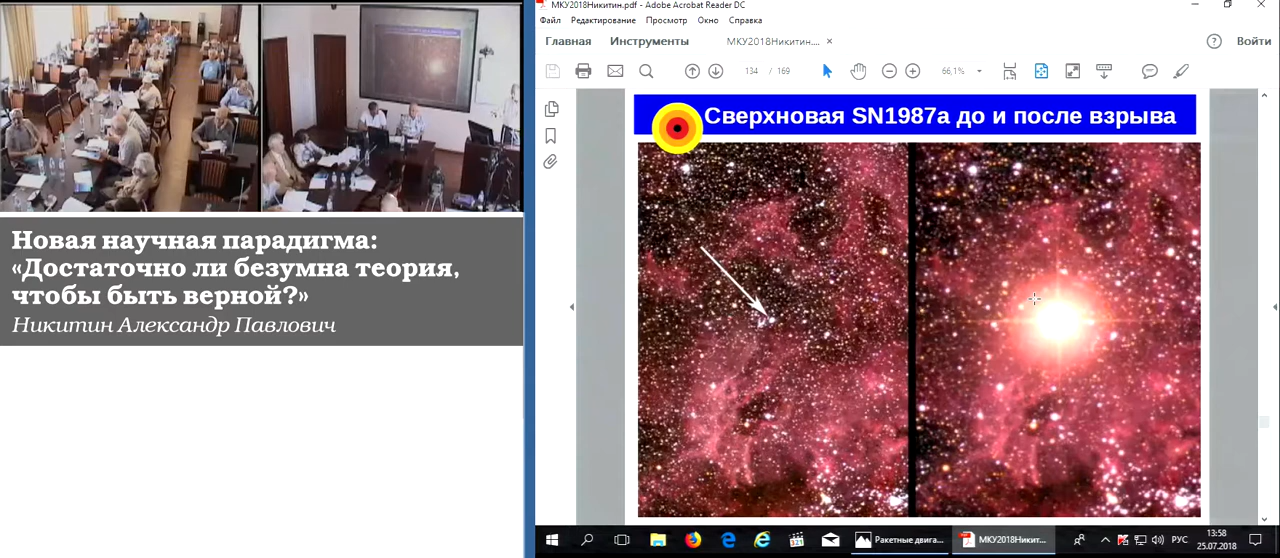 Новая научная парадигма:
«Достаточно ли безумна теория,
чтобы быть верной?»
Никитин Александр Павлович
МКУ2018Никитин.pdf - Adobe Acrobat Reader DC
Файл Редактирование Просмотр Окно Справка
Главная Инструменты МКУ2018Никитин.... × Войти
134 / 169 66,1%
Сверхновая SN1987a до и после взрыва
Ракетные двига... МКУ2018Никит... РУС 13:58
25.07.2018